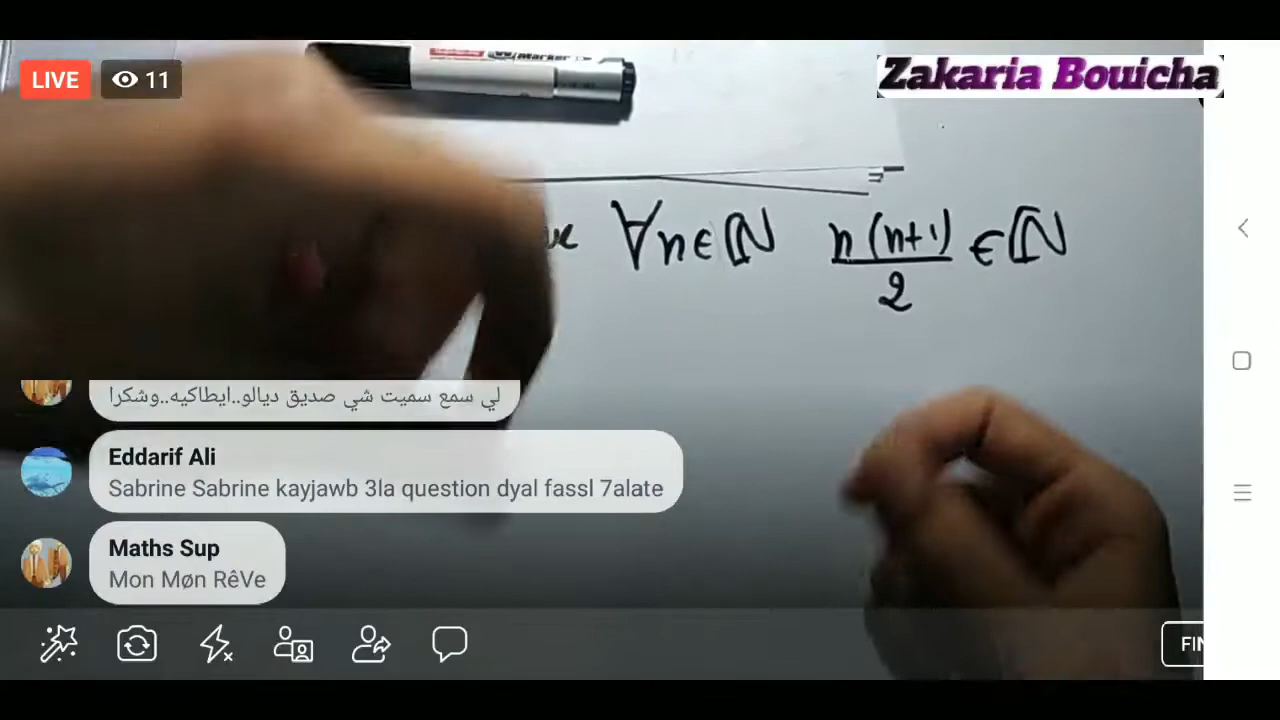 LIVE 11
Zakaria Bouicha
Marker
∀n∈ℕ n(n+1)/2 ∈ℕ
لي سمع سميت شي صديق ديالو..ايطاكيه..وشكرا
Eddarif Ali
Sabrine Sabrine kayjawb 3la question dyal fassl 7alate
Maths Sup
Mon Møn RêVe